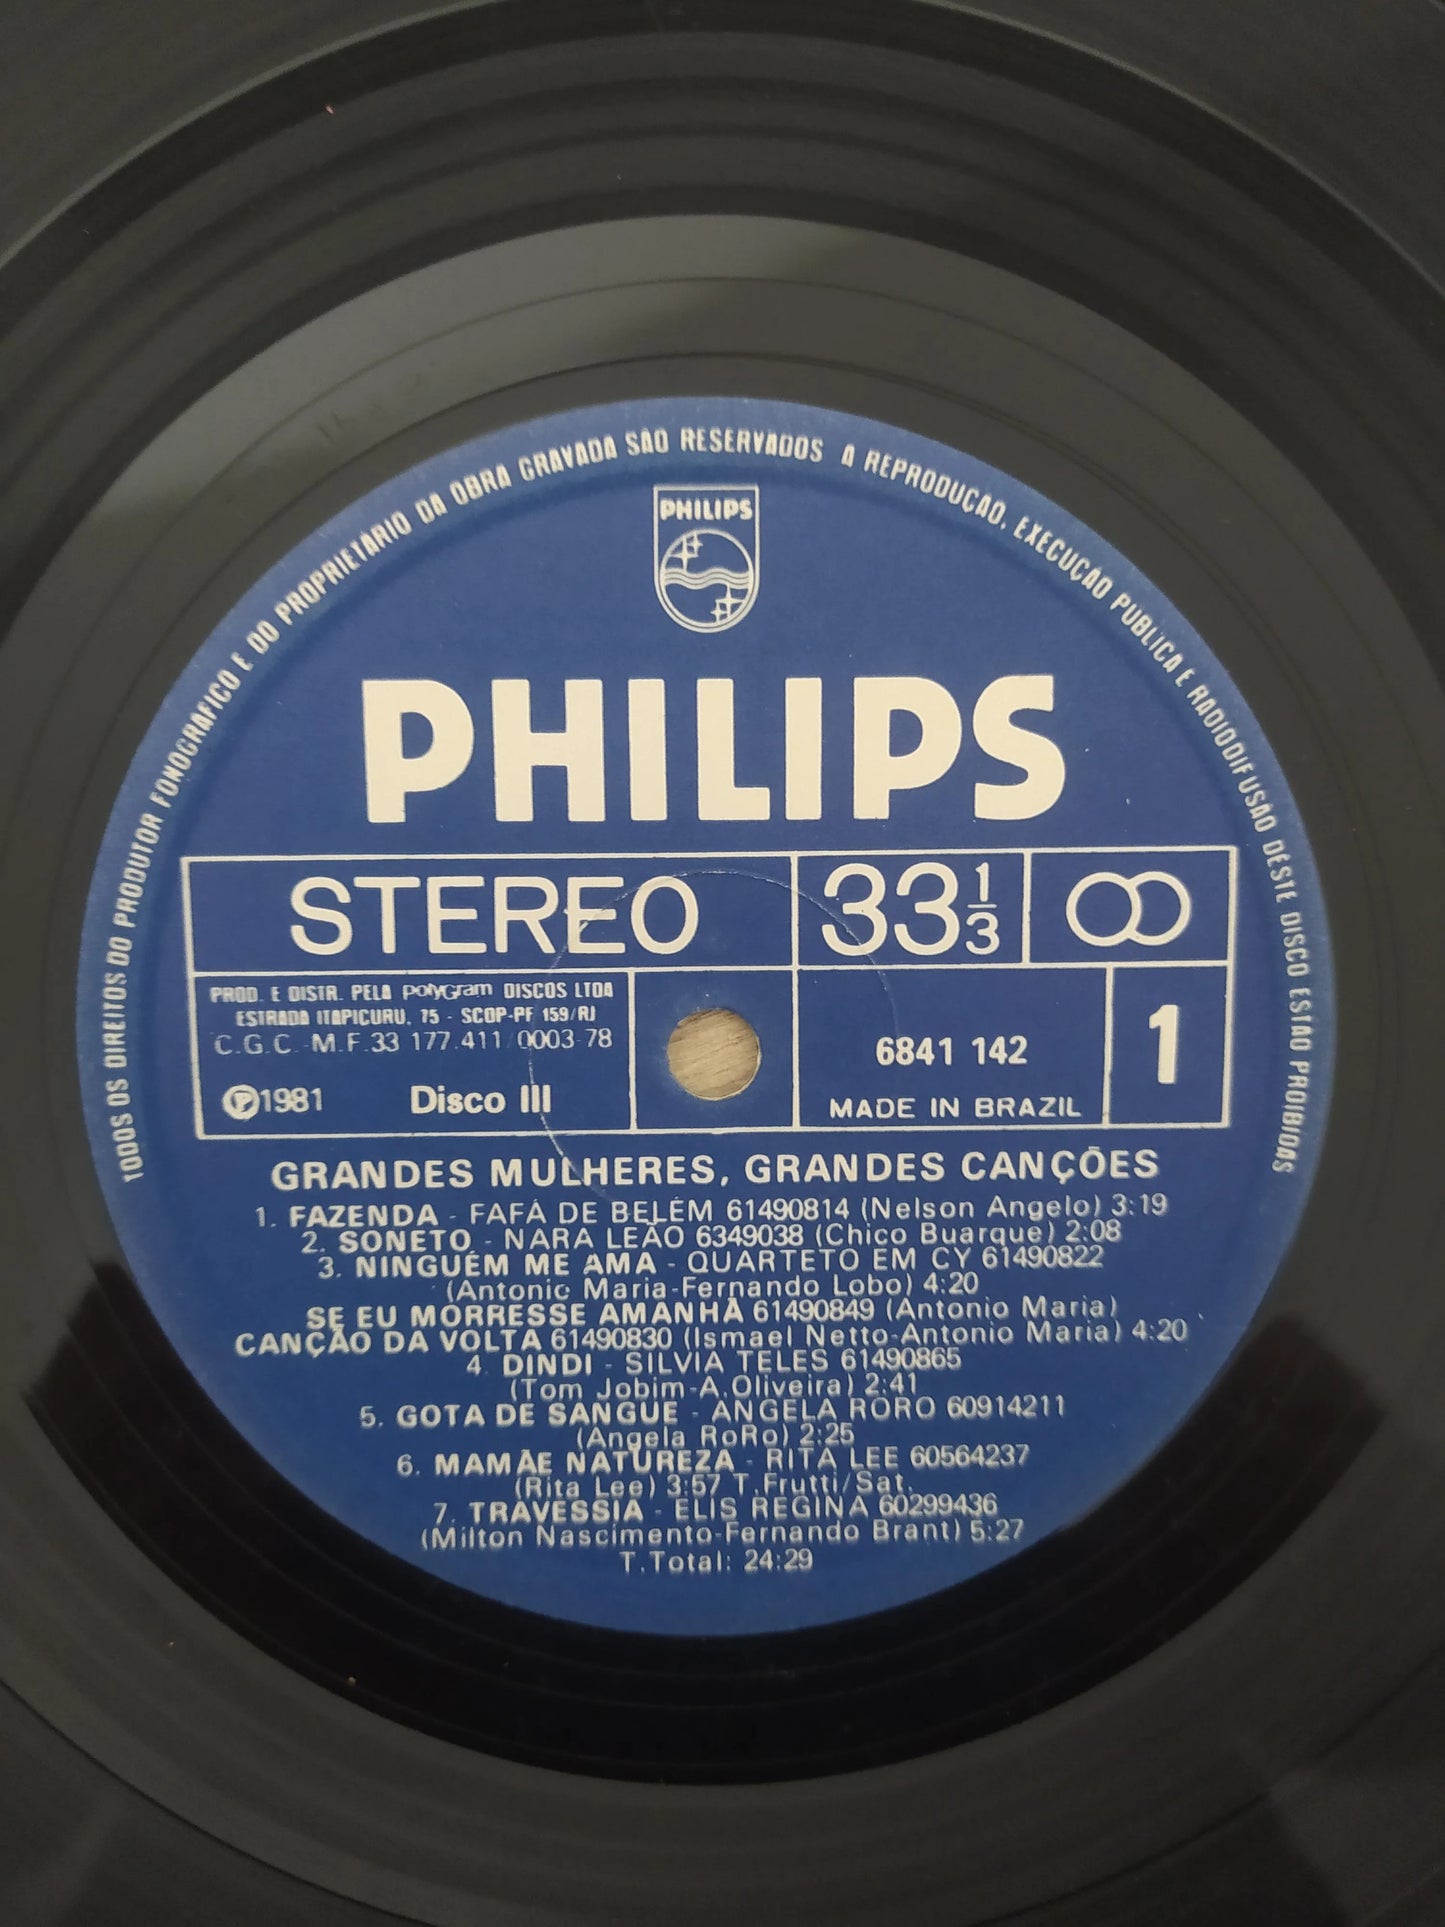 TODOS OS DIREITOS DO PRODUTOR FONOGRÁFICO E DO PROPRIETÁRIO DA OBRA GRAVADA SÃO RESERVADOS A REPRODUÇÃO, EXECUÇÃO PÚBLICA E RADIODIFUSÃO DESTE DISCO ESTÃO PROIBIDAS
PHILIPS
PHILIPS
STEREO
33 1/3
PROD. E DISTR. PELA PolyGram DISCOS LTDA
ESTRADA ITAPICURU, 75 - SCOP-PF 159/RJ
C.G.C. M.F.33 177.411/0003-78
℗1981 Disco III
6841 142
MADE IN BRAZIL
1
GRANDES MULHERES, GRANDES CANÇÕES
1. FAZENDA - FAFÁ DE BELÉM 61490814 (Nelson Angelo) 3:19
2. SONETO - NARA LEÃO 6349038 (Chico Buarque) 2:08
3. NINGUÉM ME AMA - QUARTETO EM CY 61490822
(Antonio Maria-Fernando Lobo) 4:20
SE EU MORRESSE AMANHÃ 61490849 (Antonio Maria)
CANÇÃO DA VOLTA 61490830 (Ismael Netto-Antonio Maria) 4:20
4. DINDI - SILVIA TELES 61490865
(Tom Jobim-A.Oliveira) 2:41
5. GOTA DE SANGUE - ANGELA RORO 60914211
(Angela RoRo) 2:25
6. MAMÃE NATUREZA - RITA LEE 60564237
(Rita Lee) 3:57 T.Frutti/Sat.
7. TRAVESSIA - ELIS REGINA 60299436
(Milton Nascimento-Fernando Brant) 5:27
T.Total: 24:29